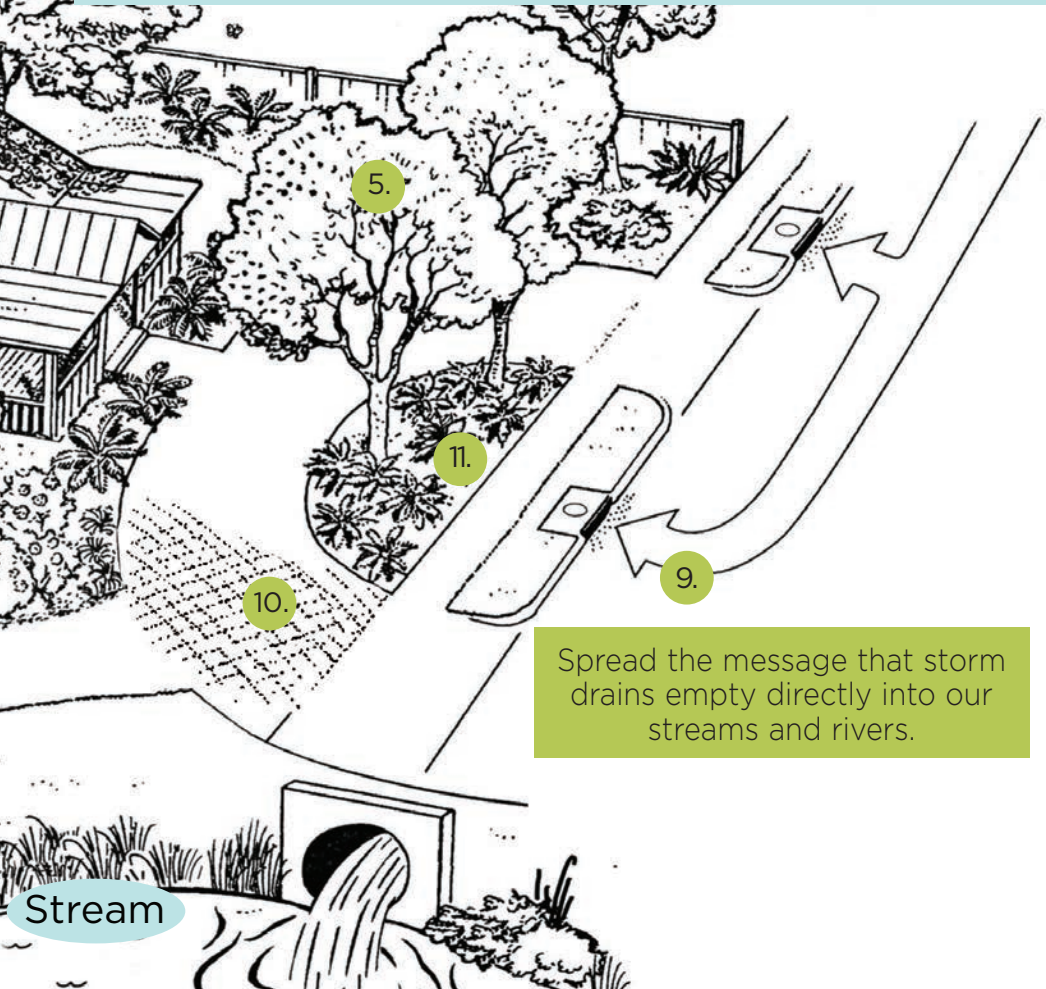 5.
11.
9.
10.
Spread the message that storm
drains empty directly into our
streams and rivers.
Stream